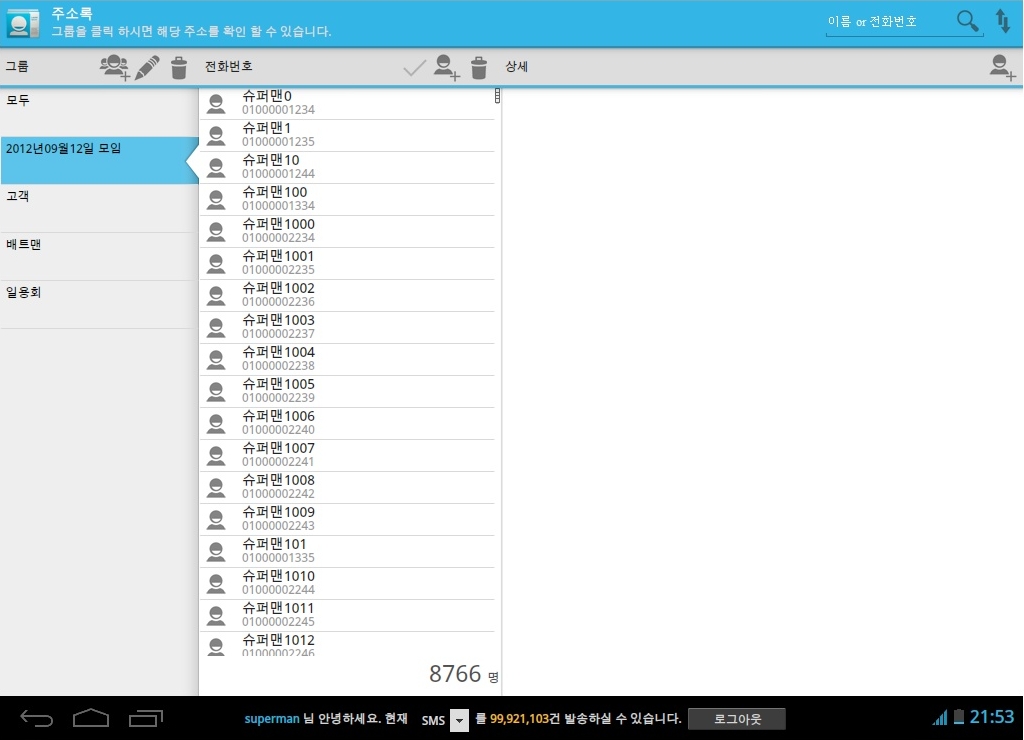 주소록
그룹을 클릭 하시면 해당 주소를 확인 할 수 있습니다.
이름 or 전화번호
그룹
전화번호
상세
모두
2012년09월12일 모임
고객
배트맨
일용회
슈퍼맨0
01000001234
슈퍼맨1
01000001235
슈퍼맨10
01000001244
슈퍼맨100
01000001334
슈퍼맨1000
01000002234
슈퍼맨1001
01000002235
슈퍼맨1002
01000002236
슈퍼맨1003
01000002237
슈퍼맨1004
01000002238
슈퍼맨1005
01000002239
슈퍼맨1006
01000002240
슈퍼맨1007
01000002241
슈퍼맨1008
01000002242
슈퍼맨1009
01000002243
슈퍼맨101
01000001335
슈퍼맨1010
01000002244
슈퍼맨1011
01000002245
슈퍼맨1012
01000002246
8766 명
superman 님 안녕하세요. 현재 SMS 를 99,921,103건 발송하실 수 있습니다. 로그아웃
21:53